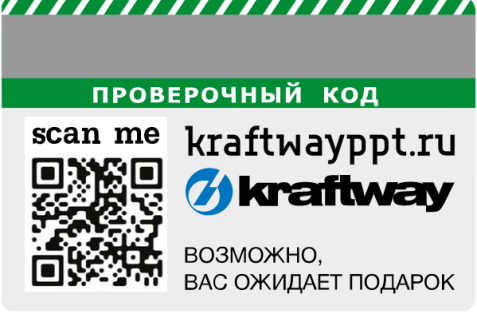 ПРОВЕРОЧНЫЙ КОД
scan me
kraftwayppt.ru
kraftway
ВОЗМОЖНО,
ВАС ОЖИДАЕТ ПОДАРОК